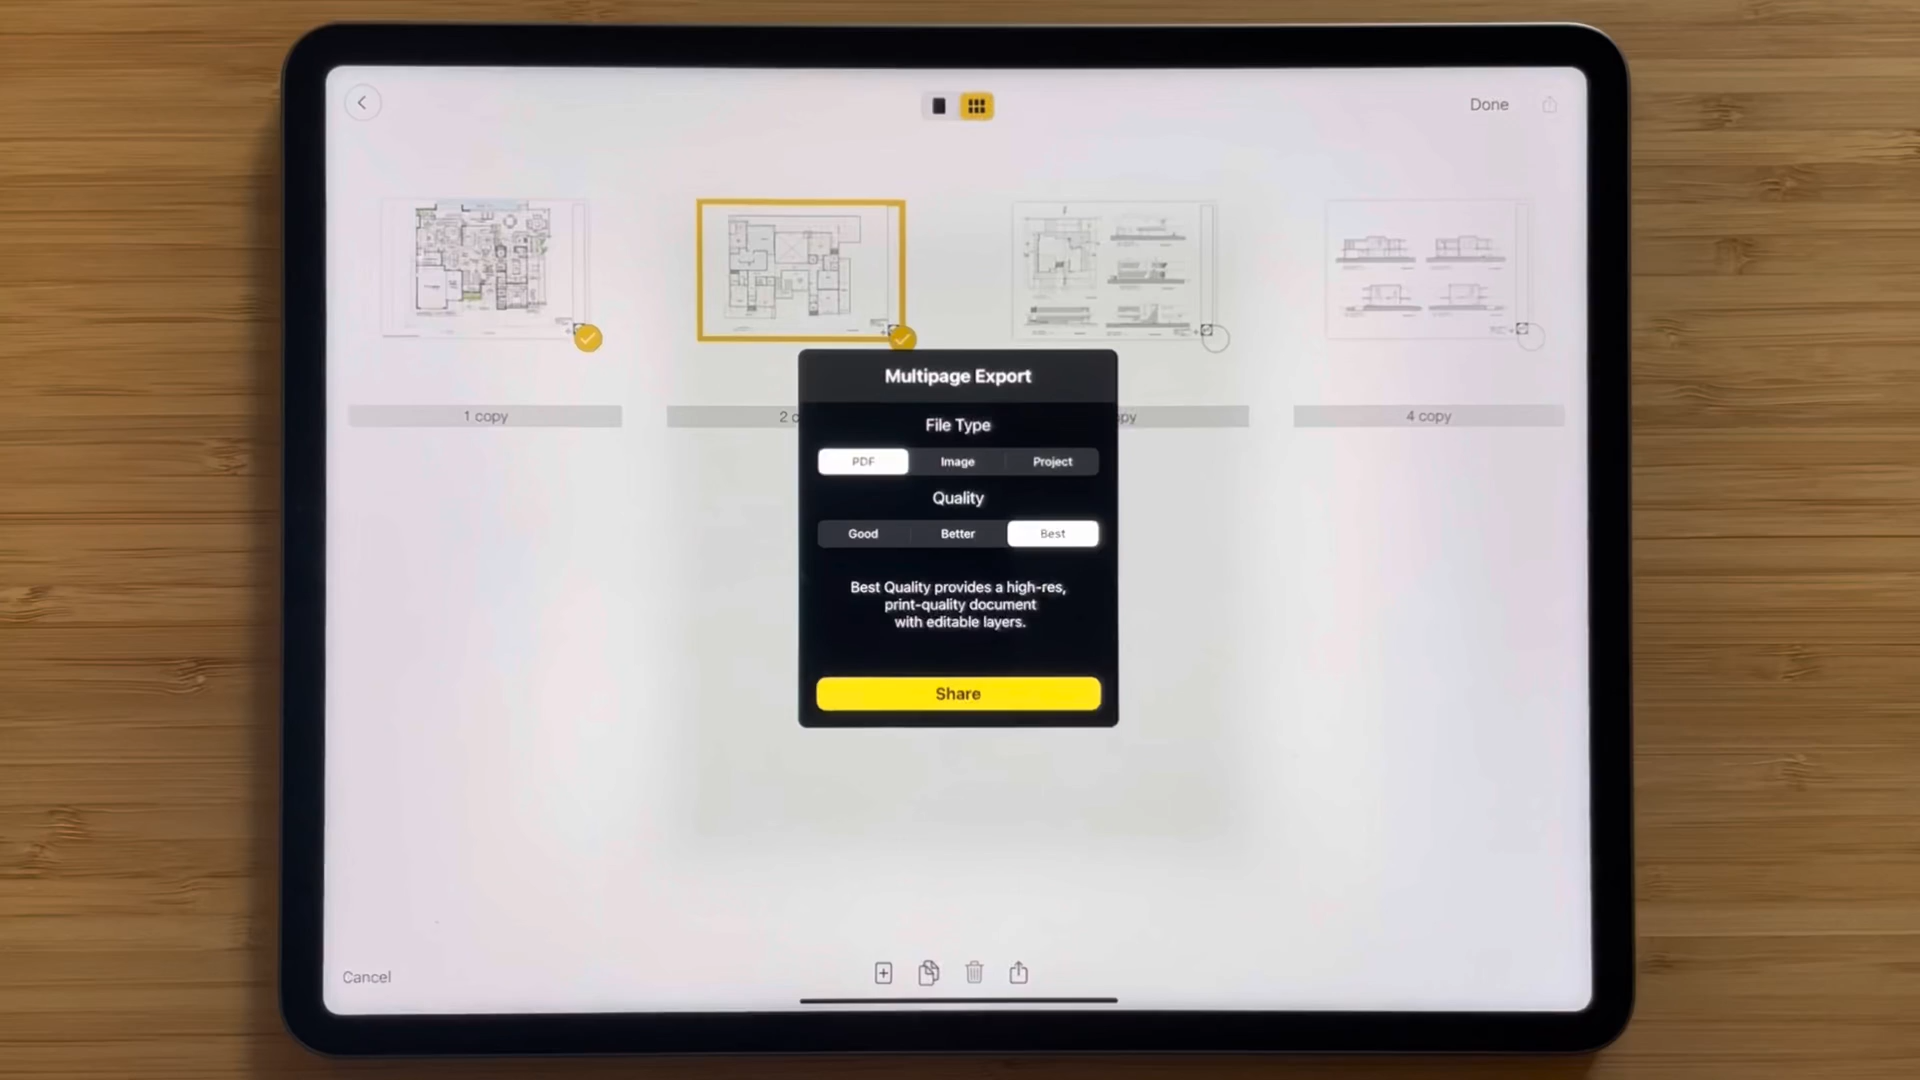 Done
1 copy
2
4 copy
Multipage Export
File Type
PDF Image Project
Quality
Good Better Best
Best Quality provides a high-res,
print-quality document
with editable layers.
Share
Cancel